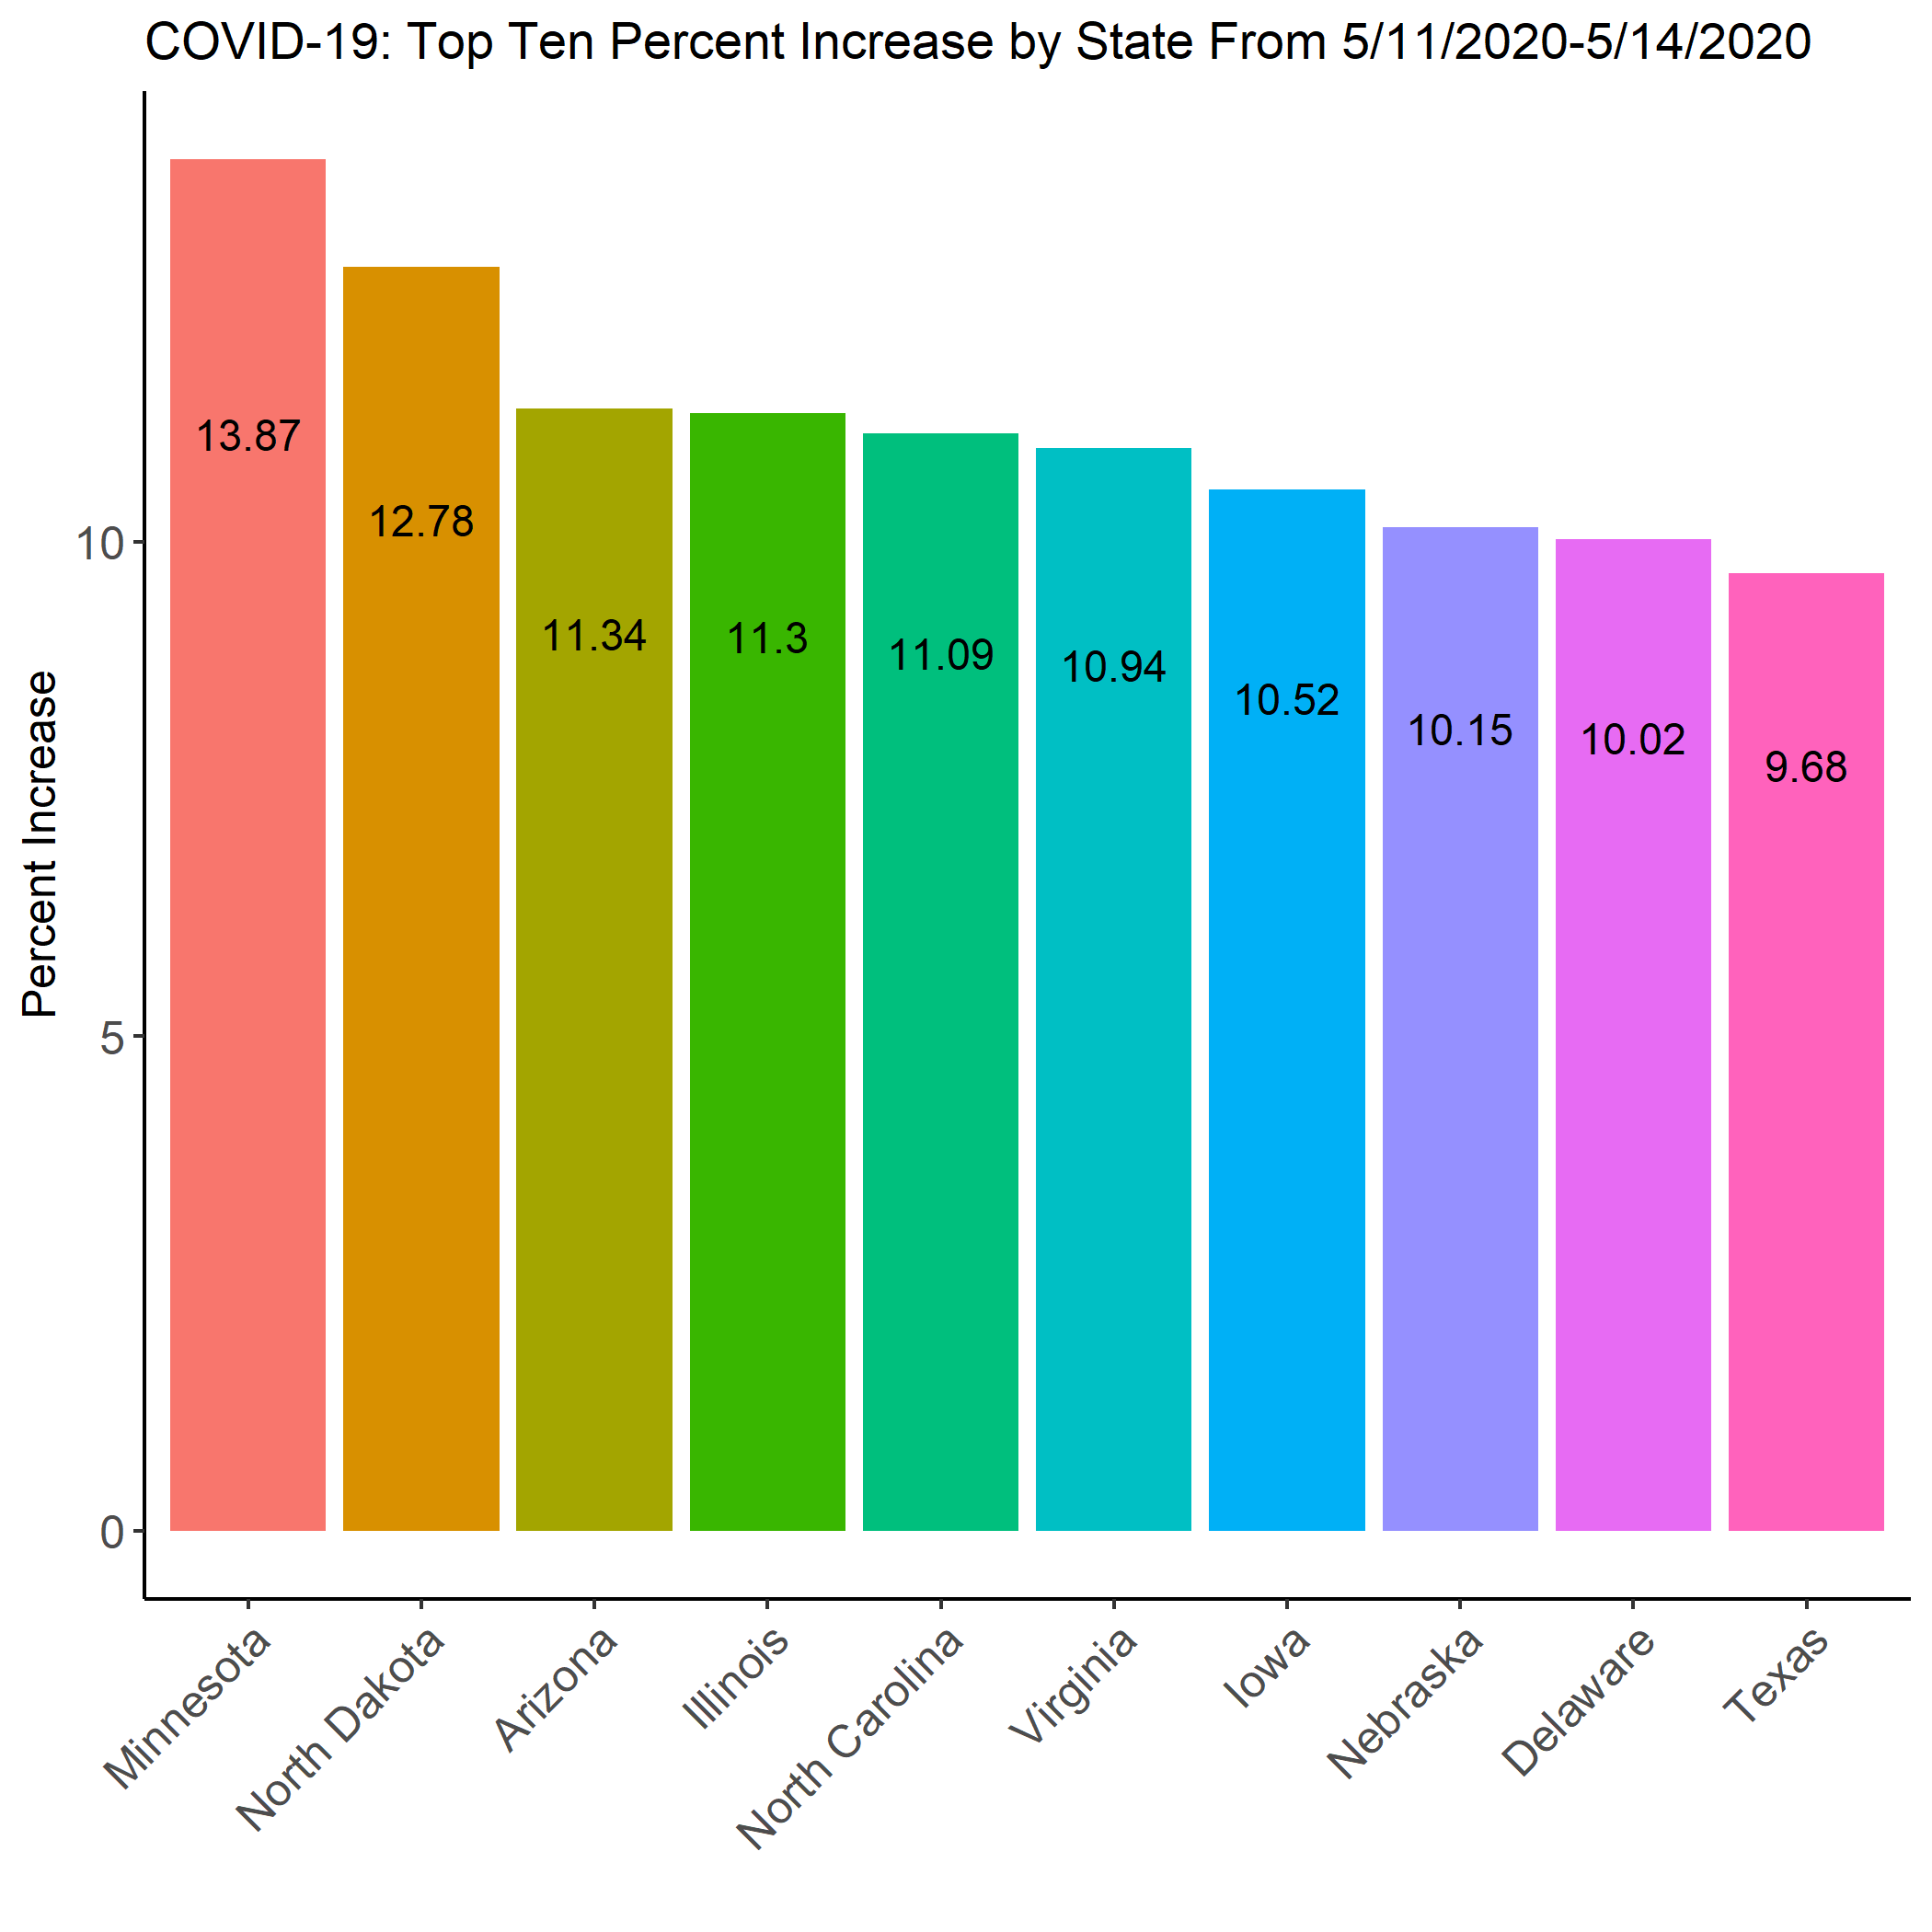 COVID-19: Top Ten Percent Increase by State From 5/11/2020-5/14/2020
Percent Increase
10
5
0
13.87
12.78
11.34
11.3
11.09
10.94
10.52
10.15
10.02
9.68
Minnesota
North Dakota
Arizona
Illinois
North Carolina
Virginia
Iowa
Nebraska
Delaware
Texas